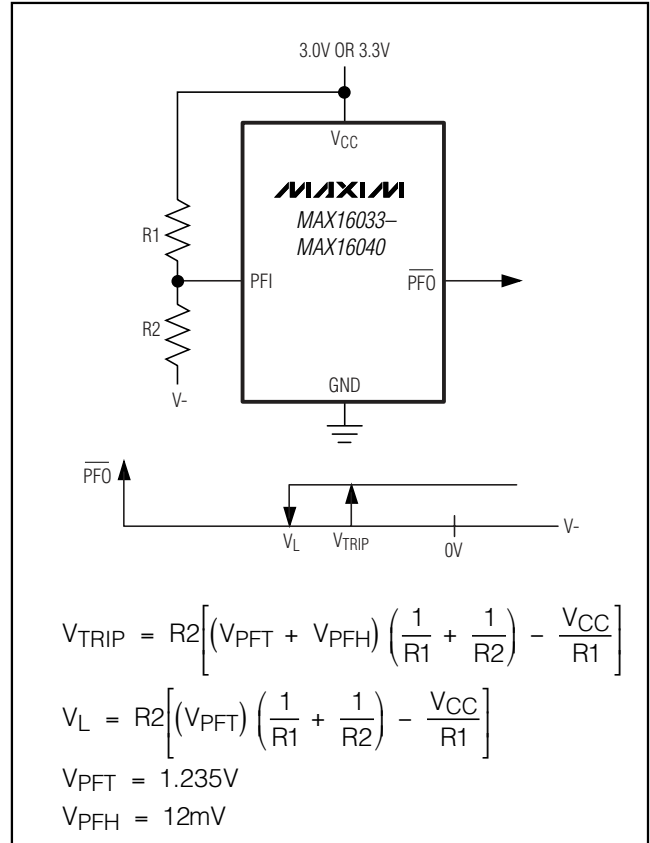 3.0V OR 3.3V
VCC
MAXIM
MAX16033–
MAX16040
R1
PFI
P̅F̅O̅
R2
V-
GND
P̅F̅O̅
VL
VTRIP
0V
V-
VTRIP = R2[(VPFT + VPFH) (1/R1 + 1/R2) – VCC/R1]
VL = R2[(VPFT) (1/R1 + 1/R2) – VCC/R1]
VPFT = 1.235V
VPFH = 12mV